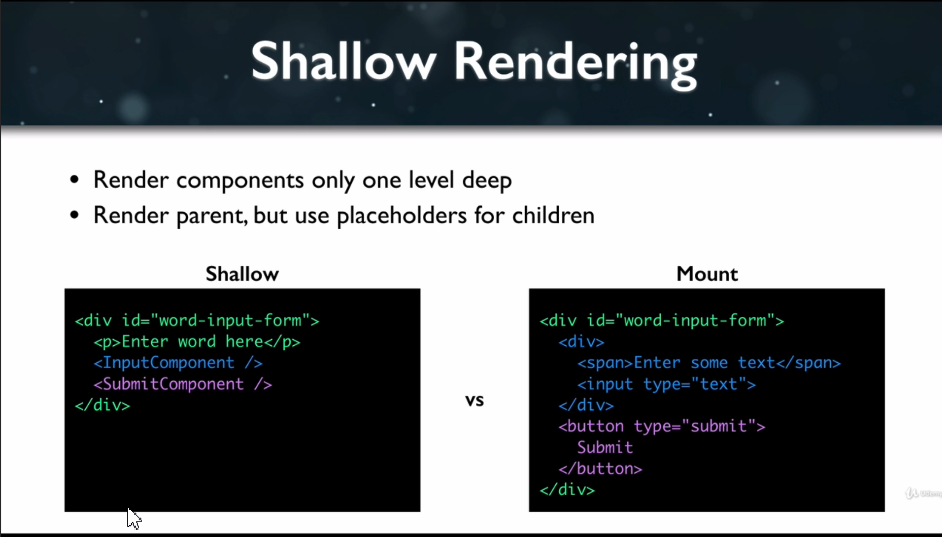 Shallow Rendering
• Render components only one level deep
• Render parent, but use placeholders for children
Shallow
<div id="word-input-form">
<p>Enter word here</p>
<InputComponent />
<SubmitComponent />
</div>
vs
Mount
<div id="word-input-form">
<div>
<span>Enter some text</span>
<input type="text">
</div>
<button type="submit">
Submit
</button>
</div>